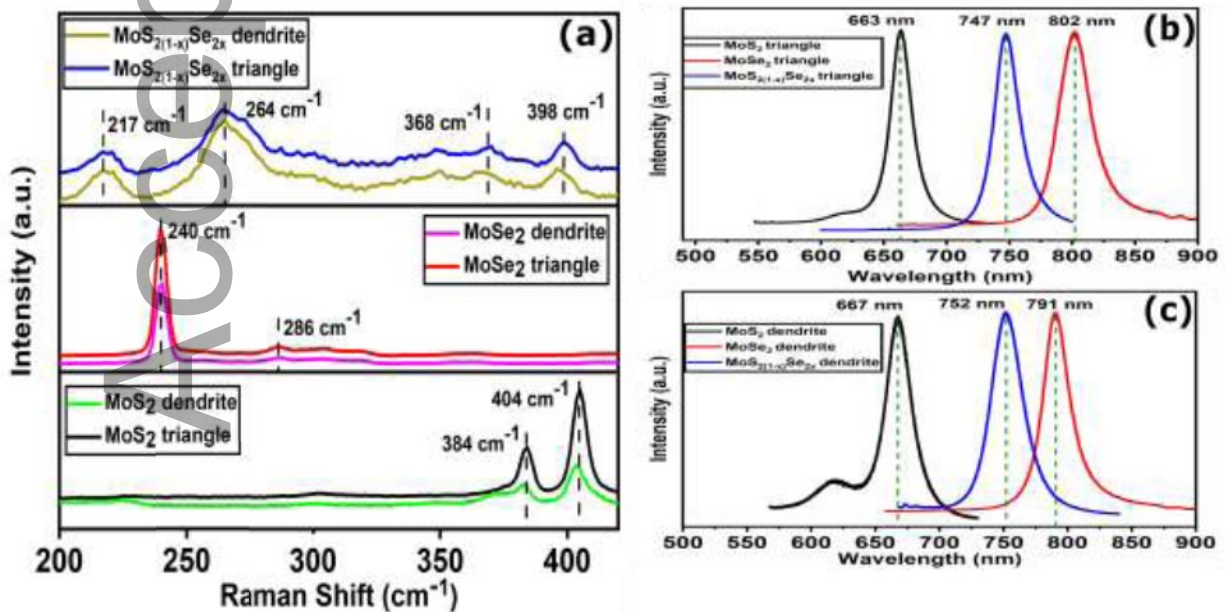 Accep
(a)
MoS2(1-x)Se2x dendrite
MoS2(1-x)Se2x triangle
217 cm-1
264 cm-1
368 cm-1
398 cm-1
240 cm-1
MoSe2 dendrite
MoSe2 triangle
286 cm-1
MoS2 dendrite
MoS2 triangle
404 cm-1
384 cm-1
Intensity (a.u.)
200 250 300 350 400
Raman Shift (cm-1)
663 nm 747 nm 802 nm
(b)
MoS2 triangle
MoSe2 triangle
MoS2(1-x)Se2x triangle
Intensity (a.u.)
500 550 600 650 700 750 800 850 900
Wavelength (nm)
667 nm 752 nm 791 nm
(c)
MoS2 dendrite
MoSe2 dendrite
MoS2(1-x)Se2x dendrite
Intensity (a.u.)
500 550 600 650 700 750 800 850 900
Wavelength (nm)